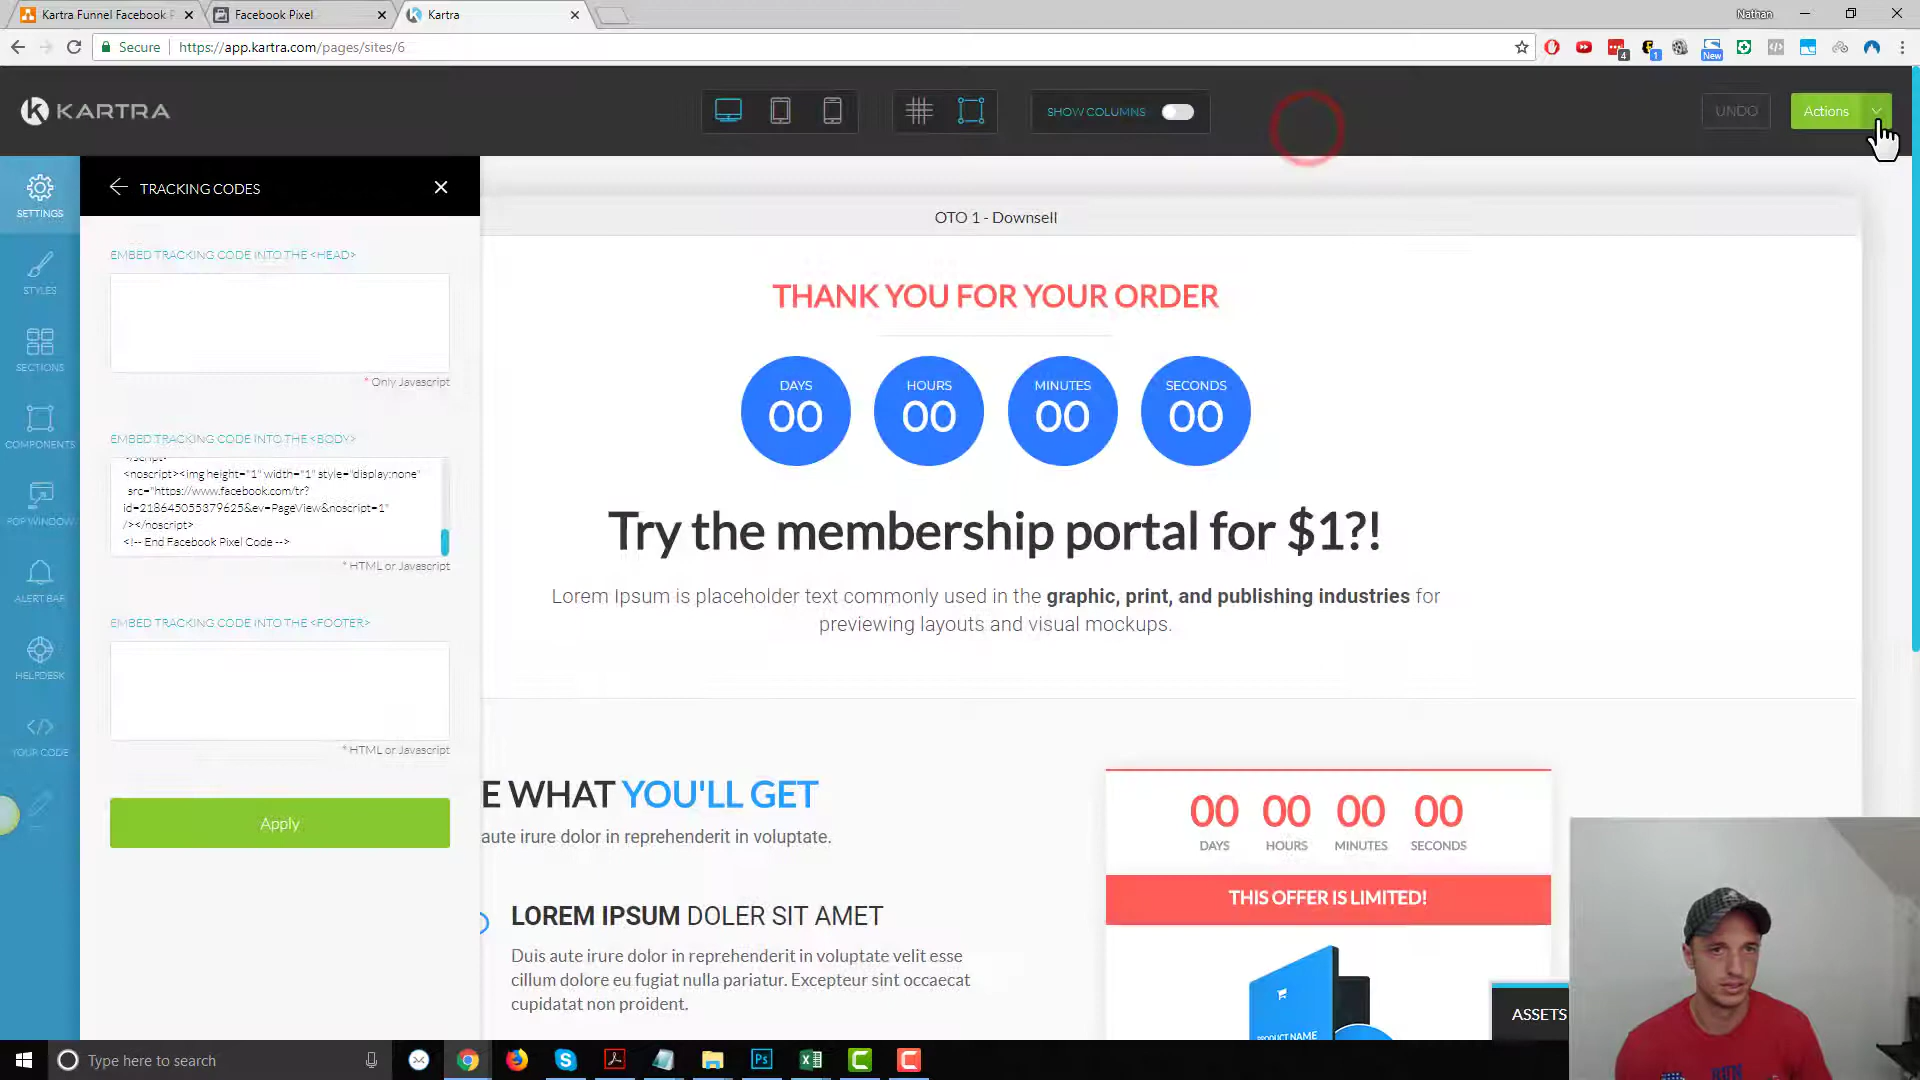 Kartra Funnel Facebook P
Facebook Pixel
Kartra
Nathan
Secure
https://app.kartra.com/pages/sites/6
4
1
New
KARTRA
SHOW COLUMNS
UNDO
Actions
SETTINGS
STYLES
SECTIONS
COMPONENTS
POP WINDOW
ALERT BAR
HELPDESK
YOUR CODE
TRACKING CODES
EMBED TRACKING CODE INTO THE <HEAD>
* Only Javascript
EMBED TRACKING CODE INTO THE <BODY>
</script>
<noscript><img height="1" width="1" style="display:none"
src="https://www.facebook.com/tr?
id=218645055379625&ev=PageView&noscript=1"
/></noscript>
<!-- End Facebook Pixel Code -->
* HTML or Javascript
EMBED TRACKING CODE INTO THE <FOOTER>
* HTML or Javascript
Apply
OTO 1 - Downsell
THANK YOU FOR YOUR ORDER
DAYS HOURS MINUTES SECONDS
00 00 00 00
Try the membership portal for $1?!
Lorem Ipsum is placeholder text commonly used in the graphic, print, and publishing industries for
previewing layouts and visual mockups.
E WHAT YOU'LL GET
aute irure dolor in reprehenderit in voluptate.
LOREM IPSUM DOLER SIT AMET
Duis aute irure dolor in reprehenderit in voluptate velit esse
cillum dolore eu fugiat nulla pariatur. Excepteur sint occaecat
cupidatat non proident.
00 00 00 00
DAYS HOURS MINUTES SECONDS
THIS OFFER IS LIMITED!
PRODUCT NAME
ASSETS
Type here to search